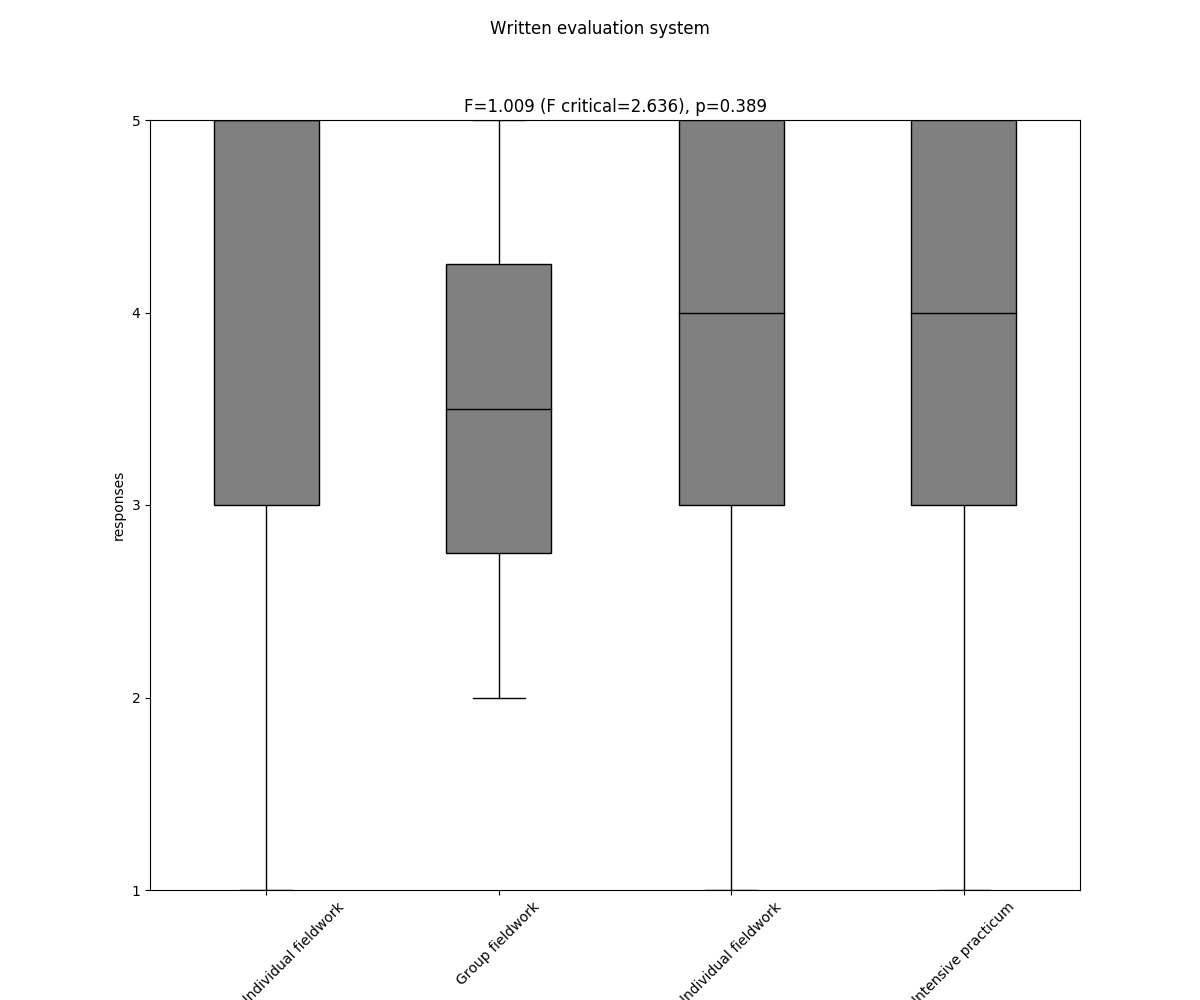 Written evaluation system
F=1.009 (F critical=2.636), p=0.389
5
4
3
2
1
responses
Individual fieldwork
Group fieldwork
Individual fieldwork
Intensive practicum